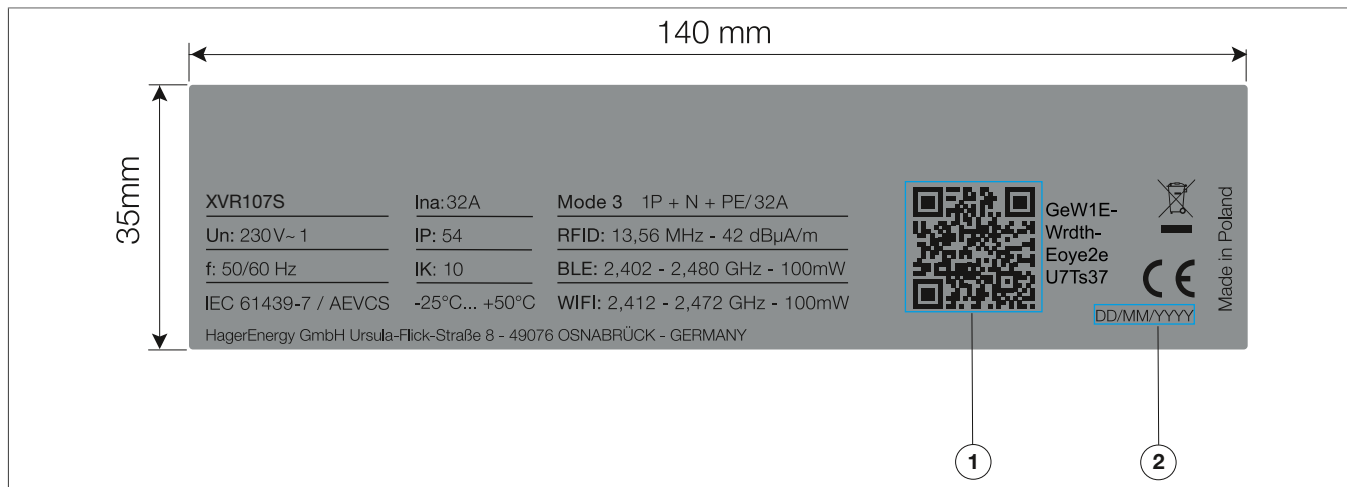 140 mm
35mm
XVR107S
Un: 230V~ 1
f: 50/60 Hz
IEC 61439-7 / AEVCS
Ina:32A
IP: 54
IK: 10
-25°C... +50°C
Mode 3 1P + N + PE/32A
RFID: 13,56 MHz - 42 dBµA/m
BLE: 2,402 - 2,480 GHz - 100mW
WIFI: 2,412 - 2,472 GHz - 100mW
HagerEnergy GmbH Ursula-Flick-Straße 8 - 49076 OSNABRÜCK - GERMANY
GeW1E-
Wrdth-
Eoye2e
U7Ts37
CE
DD/MM/YYYY
Made in Poland
1
2